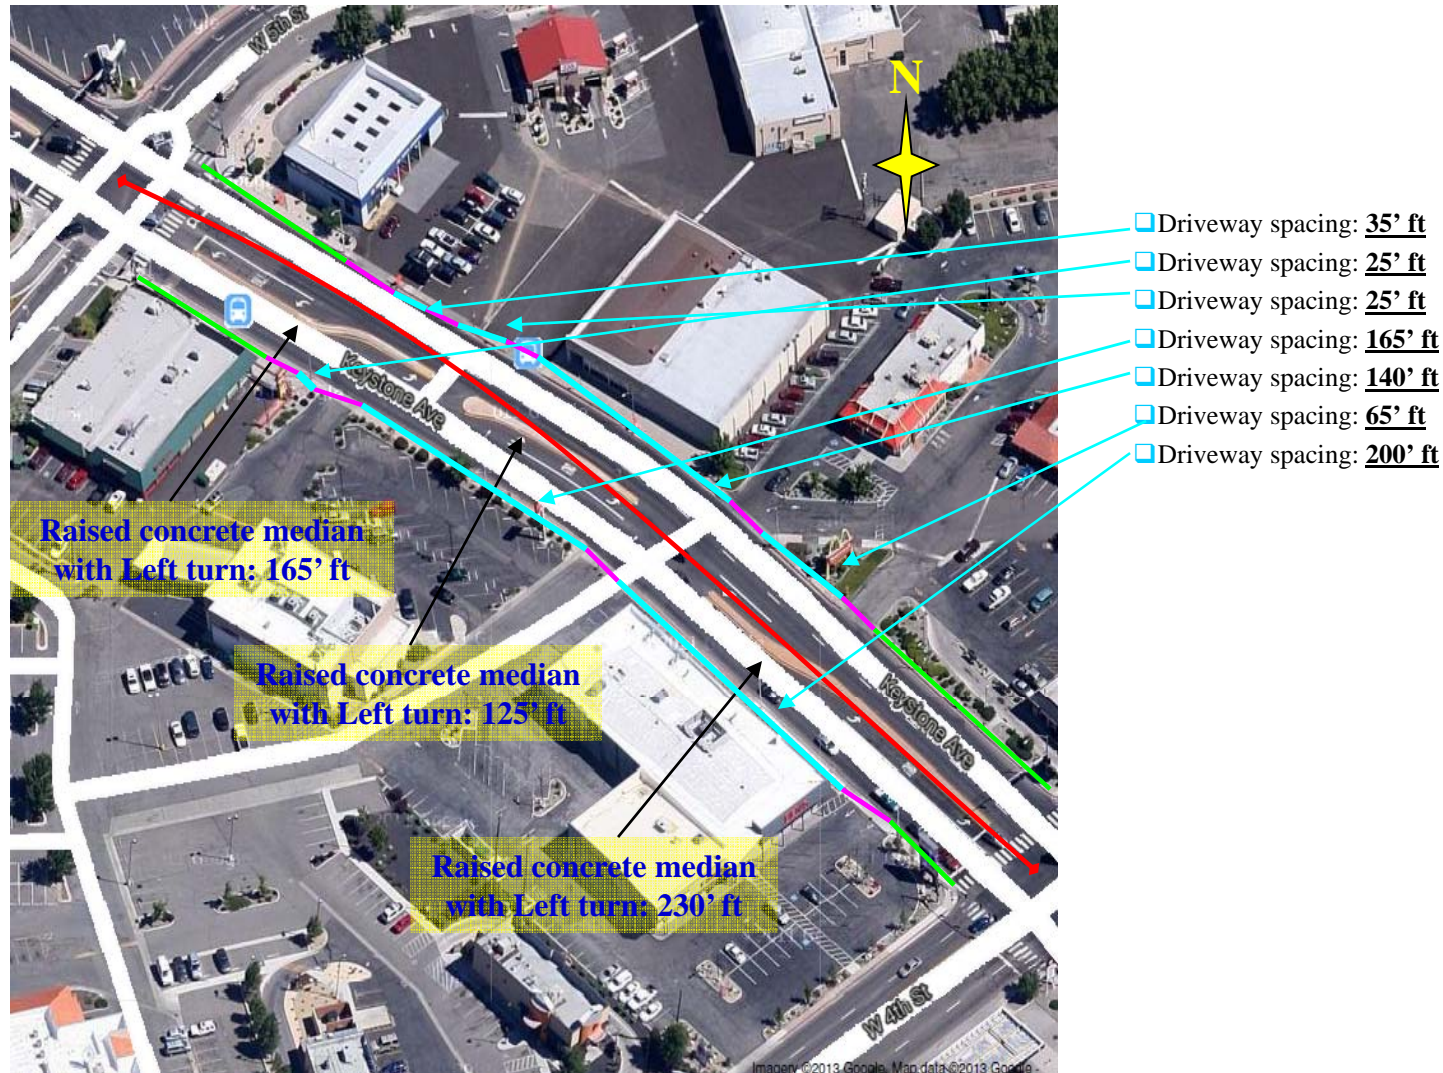 W 5th St
N
Driveway spacing: 35’ ft
Driveway spacing: 25’ ft
Driveway spacing: 25’ ft
Driveway spacing: 165’ ft
Driveway spacing: 140’ ft
Driveway spacing: 65’ ft
Driveway spacing: 200’ ft
Keystone Ave
Raised concrete median
with Left turn: 165’ ft
Raised concrete median
with Left turn: 125’ ft
Keystone Ave
Raised concrete median
with Left turn: 230’ ft
W 4th St
Imagery ©2013 Google, Map data ©2013 Google -